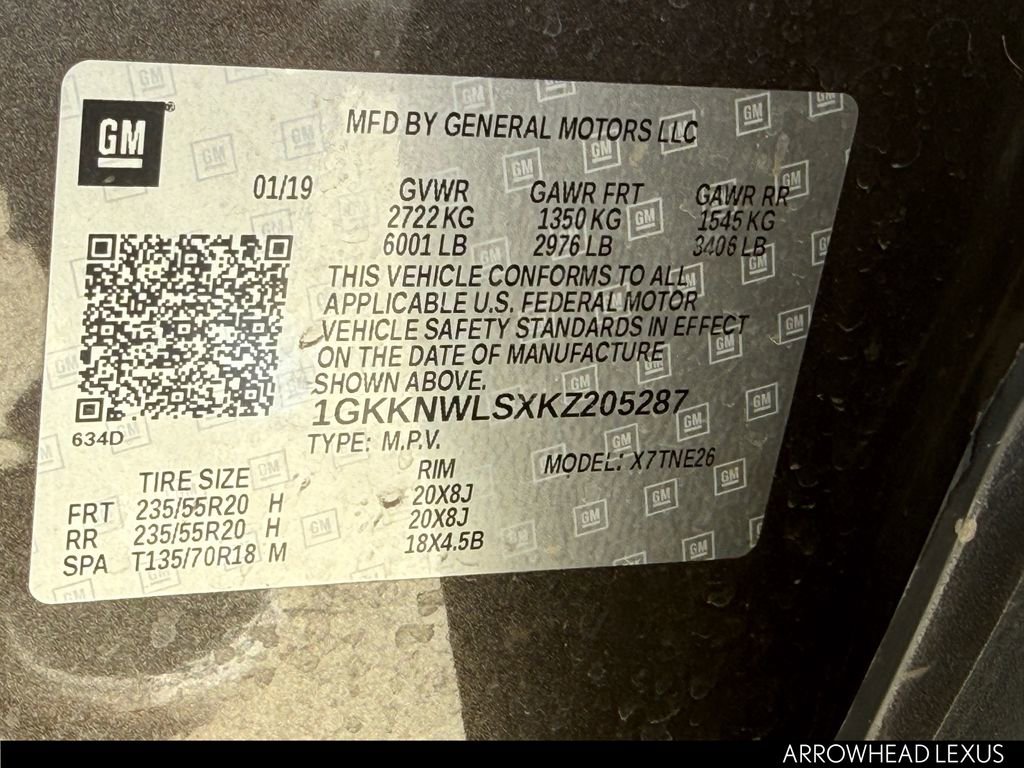 GM
MFD BY GENERAL MOTORS LLC
01/19 GVWR GAWR FRT GAWR RR
2722 KG 1350 KG 1545 KG
6001 LB 2976 LB 3406 LB
THIS VEHICLE CONFORMS TO ALL
APPLICABLE U.S. FEDERAL MOTOR
VEHICLE SAFETY STANDARDS IN EFFECT
ON THE DATE OF MANUFACTURE
SHOWN ABOVE.
1GKKNWLSXKZ205287
634D
TYPE: M.P.V. MODEL: X7TNE26
TIRE SIZE RIM
FRT 235/55R20 H 20X8J
RR 235/55R20 H 20X8J
SPA T135/70R18 M 18X4.5B
ARROWHEAD LEXUS